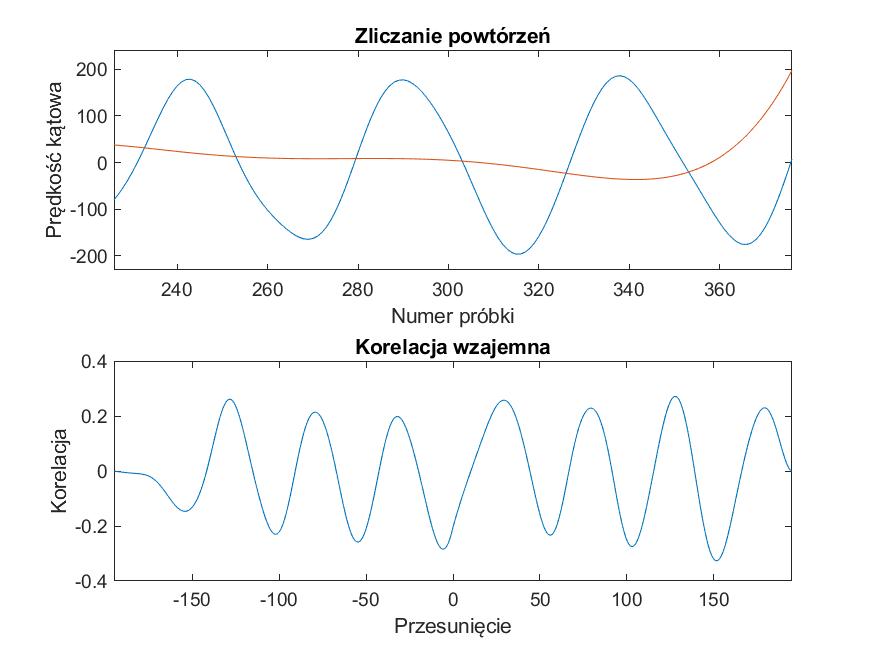 Zliczanie powtórzeń
200
100
0
-100
-200
Prędkość kątowa
240 260 280 300 320 340 360
Numer próbki
Korelacja wzajemna
0.4
0.2
0
-0.2
-0.4
Korelacja
-150 -100 -50 0 50 100 150
Przesunięcie